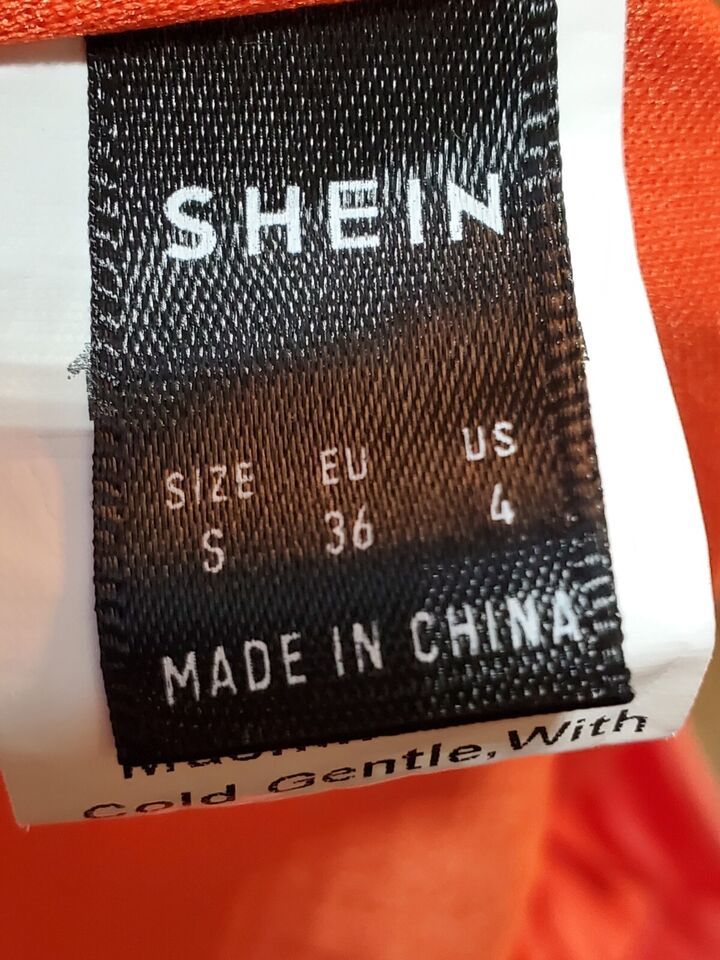 SHEIN
SIZE EU US
S 36 4
MADE IN CHINA
Cold Gentle, With